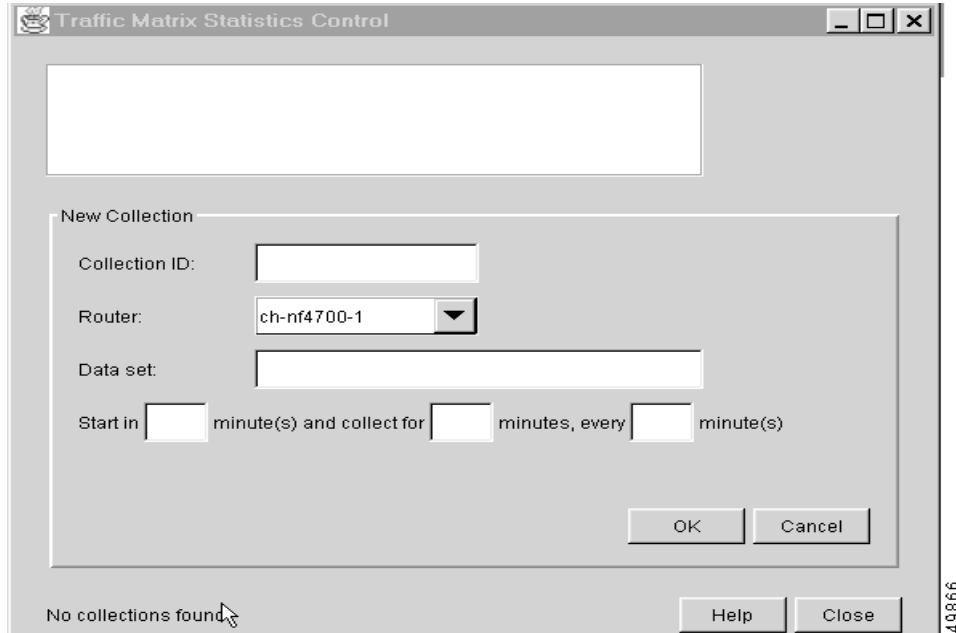 Traffic Matrix Statistics Control
New Collection
Collection ID:
Router: ch-nf4700-1
Data set:
Start in minute(s) and collect for minutes, every minute(s)
OK Cancel
No collections found
Help Close
49866